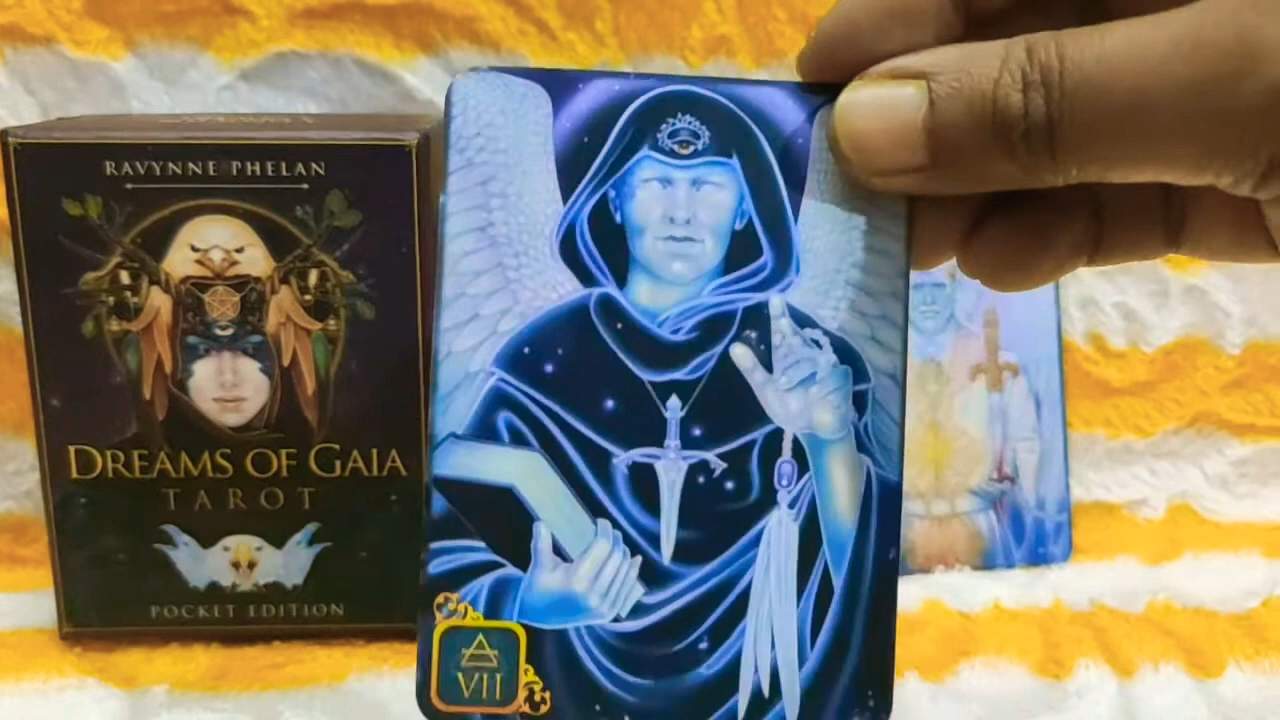 RAVYNNE PHELAN
DREAMS OF GAIA
TAROT
POCKET EDITION
VII